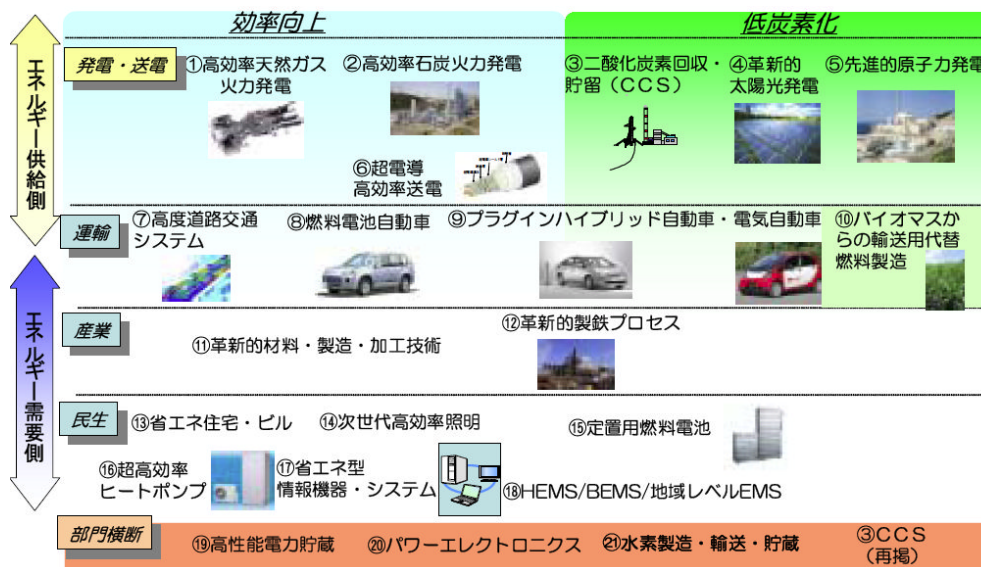 効率向上
低炭素化
エネルギー供給側
発電・送電
①高効率天然ガス
火力発電
②高効率石炭火力発電
③二酸化炭素回収・
貯留（ＣＣＳ）
④革新的
太陽光発電
⑤先進的原子力発電
⑥超電導
高効率送電
運輸
⑦高度道路交通
システム
⑧燃料電池自動車
⑨プラグインハイブリッド自動車・電気自動車
⑩バイオマスか
らの輸送用代替
燃料製造
エネルギー需要側
産業
⑪革新的材料・製造・加工技術
⑫革新的製鉄プロセス
民生
⑬省エネ住宅・ビル
⑭次世代高効率照明
⑮定置用燃料電池
⑯超高効率
ヒートポンプ
⑰省エネ型
情報機器・システム
⑱HEMS/BEMS/地域レベルEMS
部門横断
⑲高性能電力貯蔵
⑳パワーエレクトロニクス
㉑水素製造・輸送・貯蔵
③ＣＣＳ
（再掲）